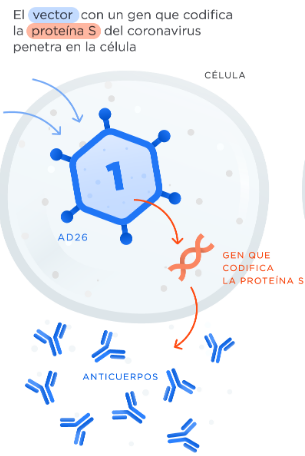 El vector con un gen que codifica
la proteína S del coronavirus
penetra en la célula
CÉLULA
1
AD26
GEN QUE
CODIFICA
LA PROTEÍNA S
ANTICUERPOS